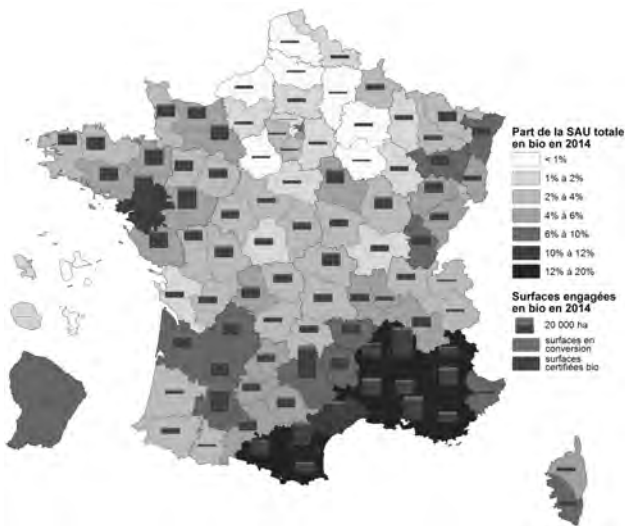 Part de la SAU totale
en bio en 2014
< 1%
1% à 2%
2% à 4%
4% à 6%
6% à 10%
10% à 12%
12% à 20%
Surfaces engagées
en bio en 2014
20 000 ha
surfaces en
conversion
surfaces
certifiées bio